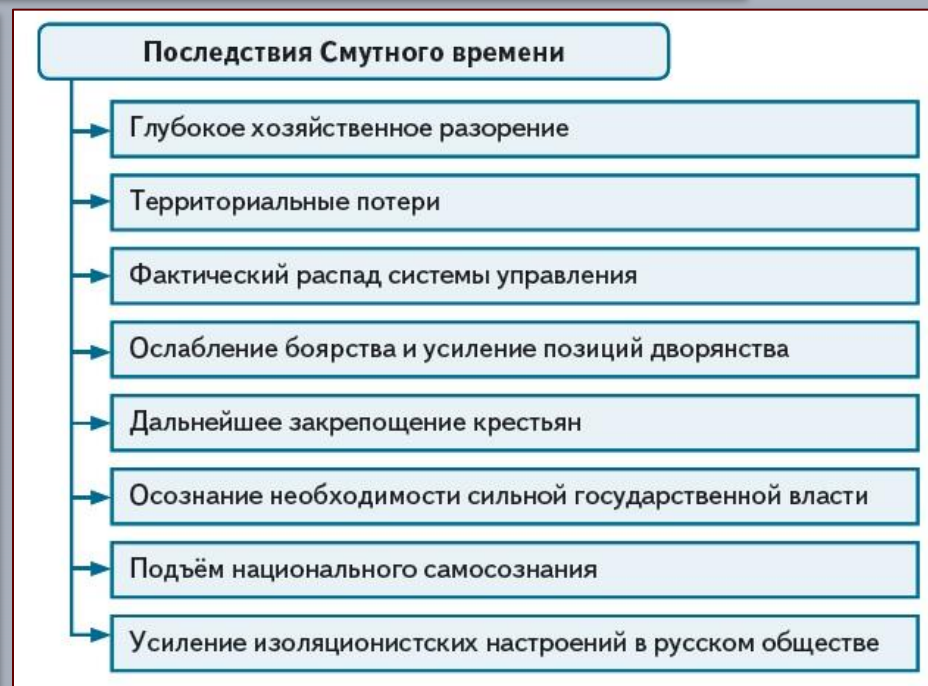 Последствия Смутного времени
Глубокое хозяйственное разорение
Территориальные потери
Фактический распад системы управления
Ослабление боярства и усиление позиций дворянства
Дальнейшее закрепощение крестьян
Осознание необходимости сильной государственной власти
Подъём национального самосознания
Усиление изоляционистских настроений в русском обществе